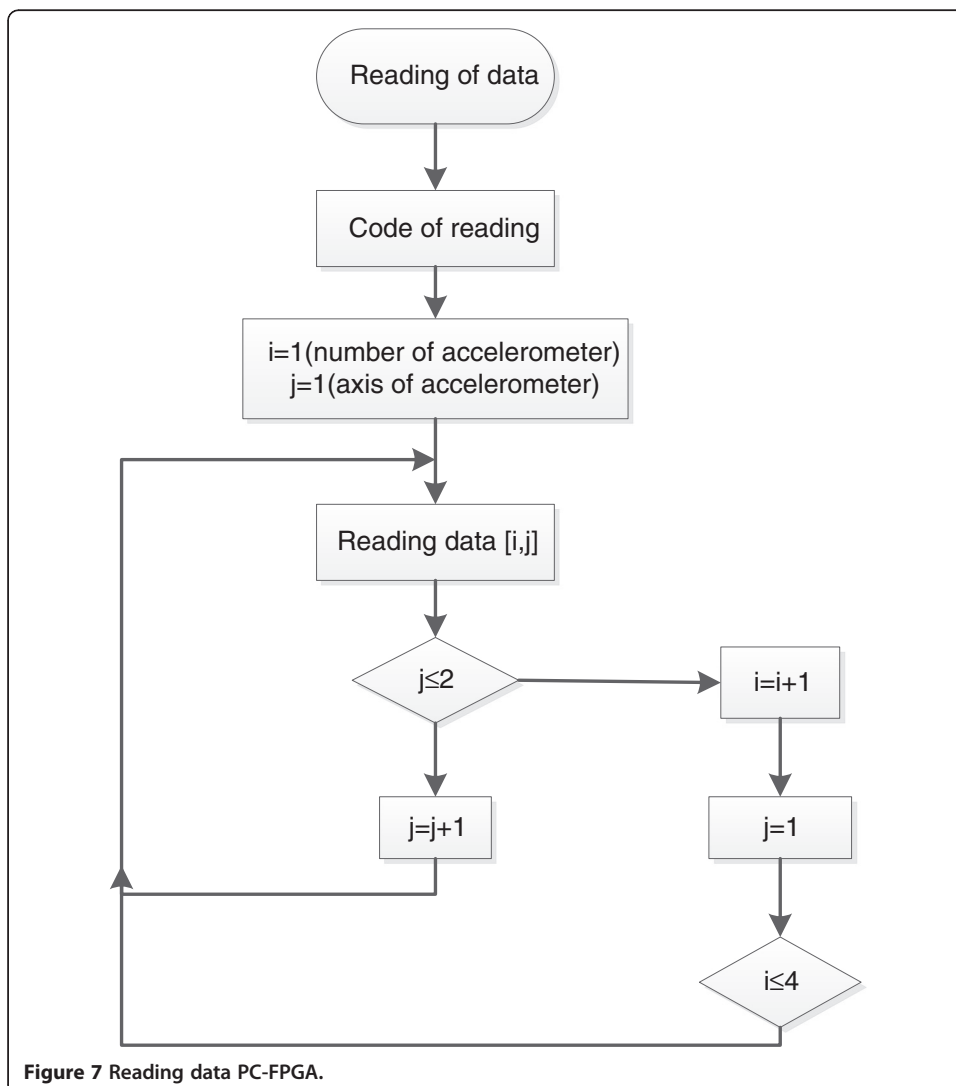 Reading of data
Code of reading
i=1(number of accelerometer)
j=1(axis of accelerometer)
Reading data [i,j]
j≤2
i=i+1
j=j+1
j=1
i≤4
Figure 7 Reading data PC-FPGA.